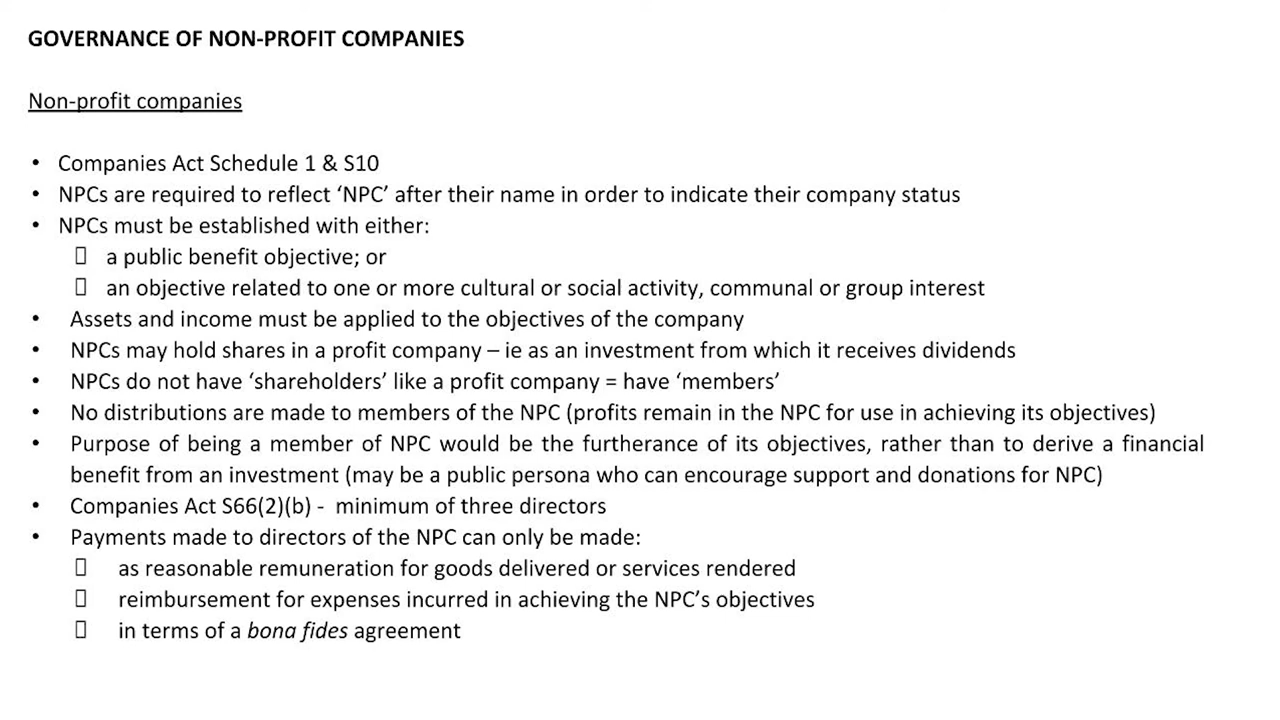 GOVERNANCE OF NON-PROFIT COMPANIES
Non-profit companies
• Companies Act Schedule 1 & S10
• NPCs are required to reflect ‘NPC’ after their name in order to indicate their company status
• NPCs must be established with either:
▯ a public benefit objective; or
▯ an objective related to one or more cultural or social activity, communal or group interest
• Assets and income must be applied to the objectives of the company
• NPCs may hold shares in a profit company – ie as an investment from which it receives dividends
• NPCs do not have ‘shareholders’ like a profit company = have ‘members’
• No distributions are made to members of the NPC (profits remain in the NPC for use in achieving its objectives)
• Purpose of being a member of NPC would be the furtherance of its objectives, rather than to derive a financial
benefit from an investment (may be a public persona who can encourage support and donations for NPC)
• Companies Act S66(2)(b) - minimum of three directors
• Payments made to directors of the NPC can only be made:
▯ as reasonable remuneration for goods delivered or services rendered
▯ reimbursement for expenses incurred in achieving the NPC’s objectives
▯ in terms of a bona fides agreement